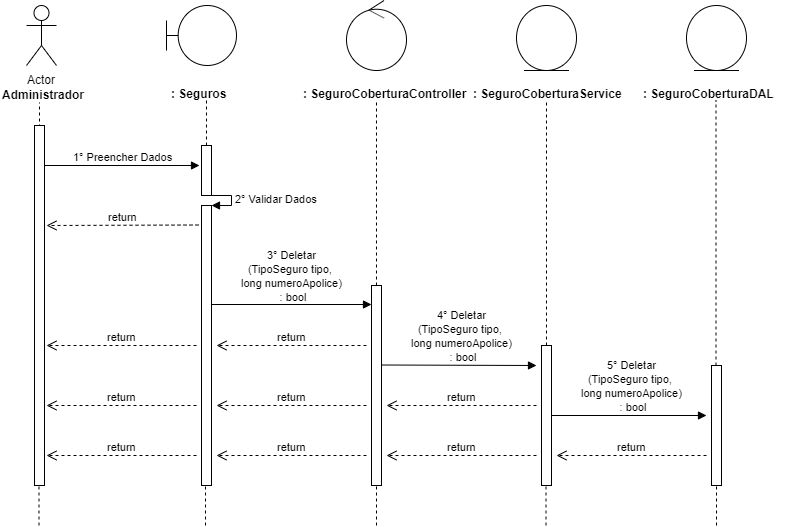 Actor
Administrador
: Seguros
: SeguroCoberturaController
: SeguroCoberturaService
: SeguroCoberturaDAL
1° Preencher Dados
2° Validar Dados
return
3° Deletar
(TipoSeguro tipo,
long numeroApolice)
: bool
4° Deletar
(TipoSeguro tipo,
long numeroApolice)
: bool
return
return
5° Deletar
(TipoSeguro tipo,
long numeroApolice)
: bool
return
return
return
return
return
return
return